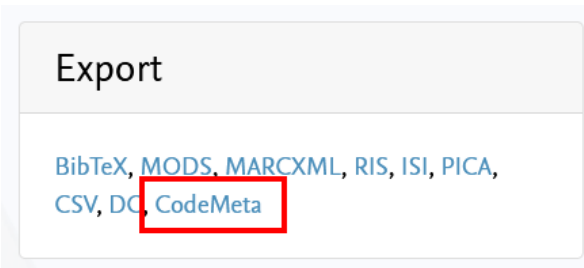 Export
BibTeX, MODS, MARCXML, RIS, ISI, PICA,
CSV, DC, CodeMeta